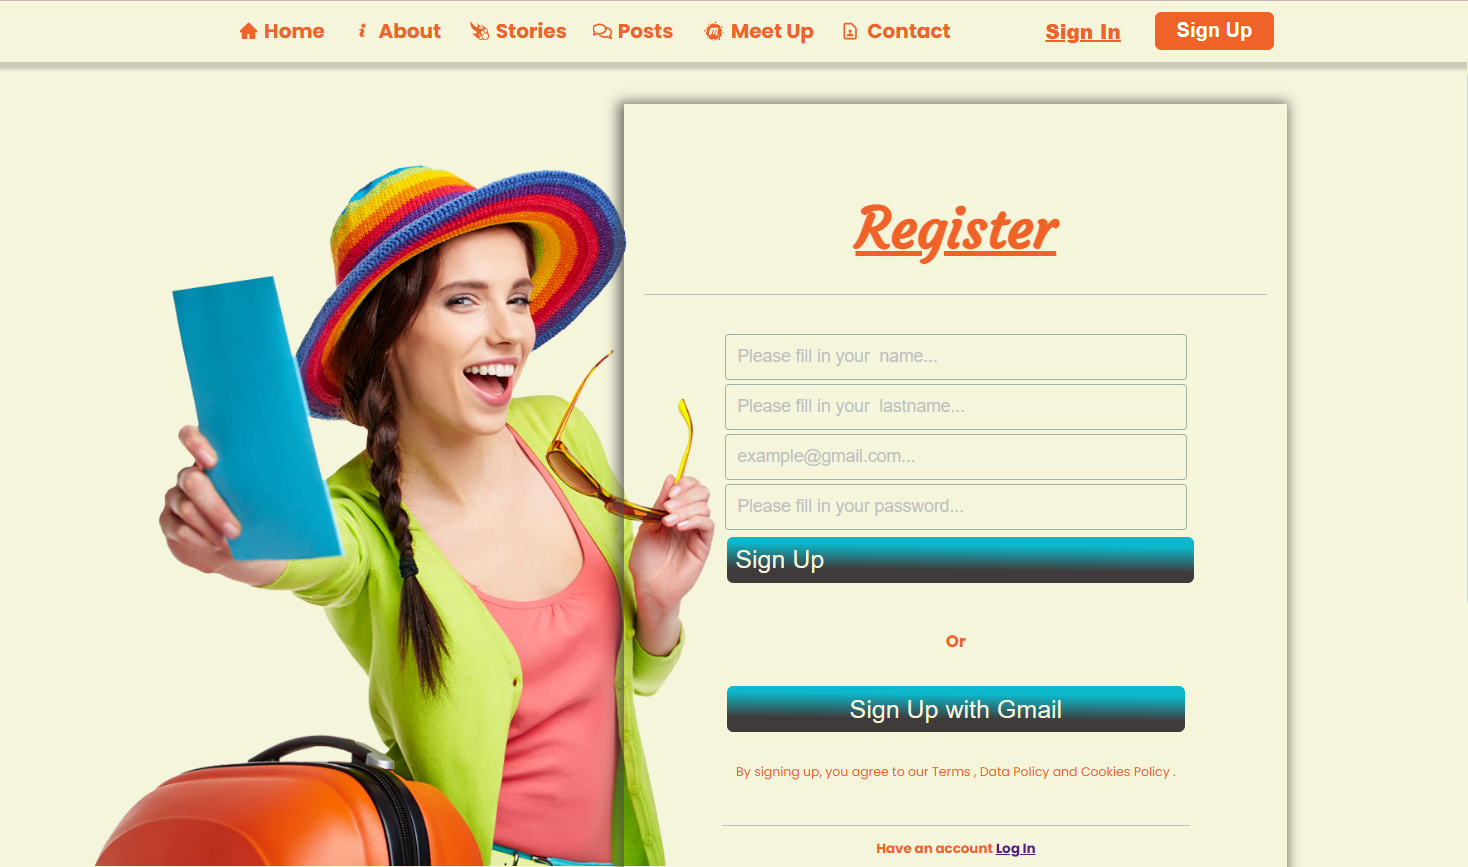 Home About Stories Posts Meet Up Contact Sign In Sign Up
Register
Please fill in your  name...
Please fill in your  lastname...
example@gmail.com...
Please fill in your password...
Sign Up
Or
Sign Up with Gmail
By signing up, you agree to our Terms , Data Policy and Cookies Policy .
Have an account Log In